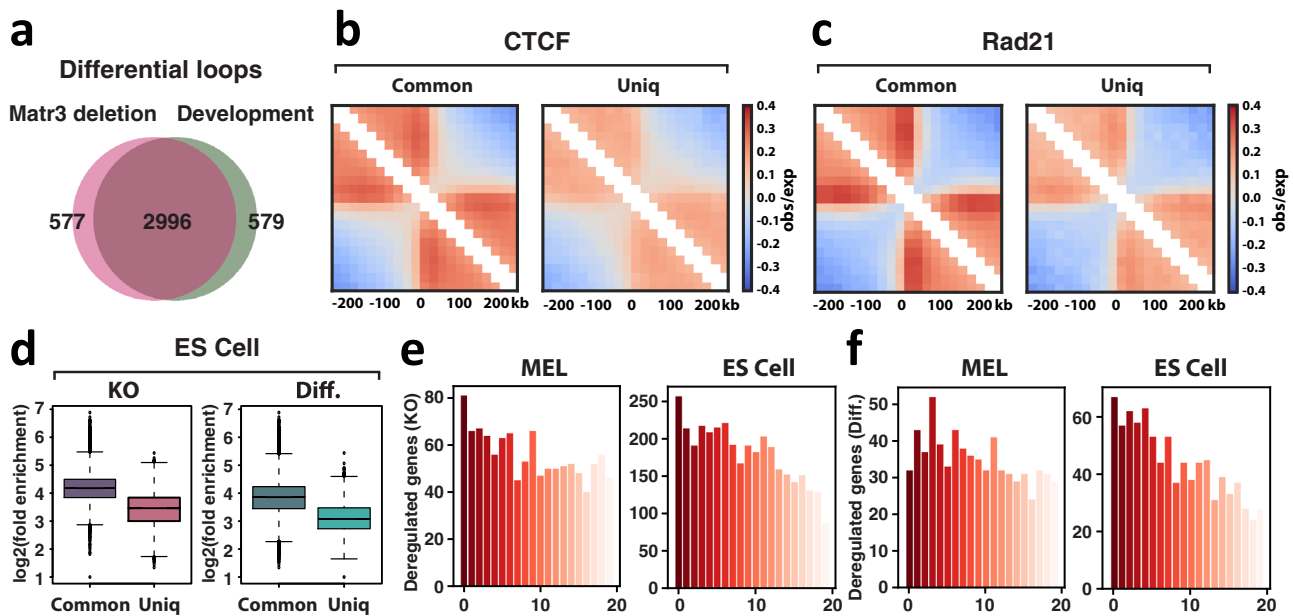 a
Differential loops
Matr3 deletion Development
577 2996 579
b
CTCF
Common Uniq
0.4
0.3
0.2
0.1
0.0
-0.1
-0.2
-0.3
-0.4
obs/exp
-200 -100 0 100 200 kb
-200 -100 0 100 200 kb
c
Rad21
Common Uniq
0.4
0.3
0.2
0.1
0.0
-0.1
-0.2
-0.3
-0.4
obs/exp
-200 -100 0 100 200 kb
-200 -100 0 100 200 kb
d
ES Cell
KO Diff.
log2(fold enrichment)
7
6
5
4
3
2
1
Common Uniq
log2(fold enrichment)
7
6
5
4
3
2
1
Common Uniq
e
MEL
Deregulated genes (KO)
80
60
40
20
0
0 10 20
ES Cell
250
200
150
100
50
0
0 10 20
f
MEL
Deregulated genes (Diff.)
50
40
30
20
10
0
0 10 20
ES Cell
60
40
20
0
0 10 20